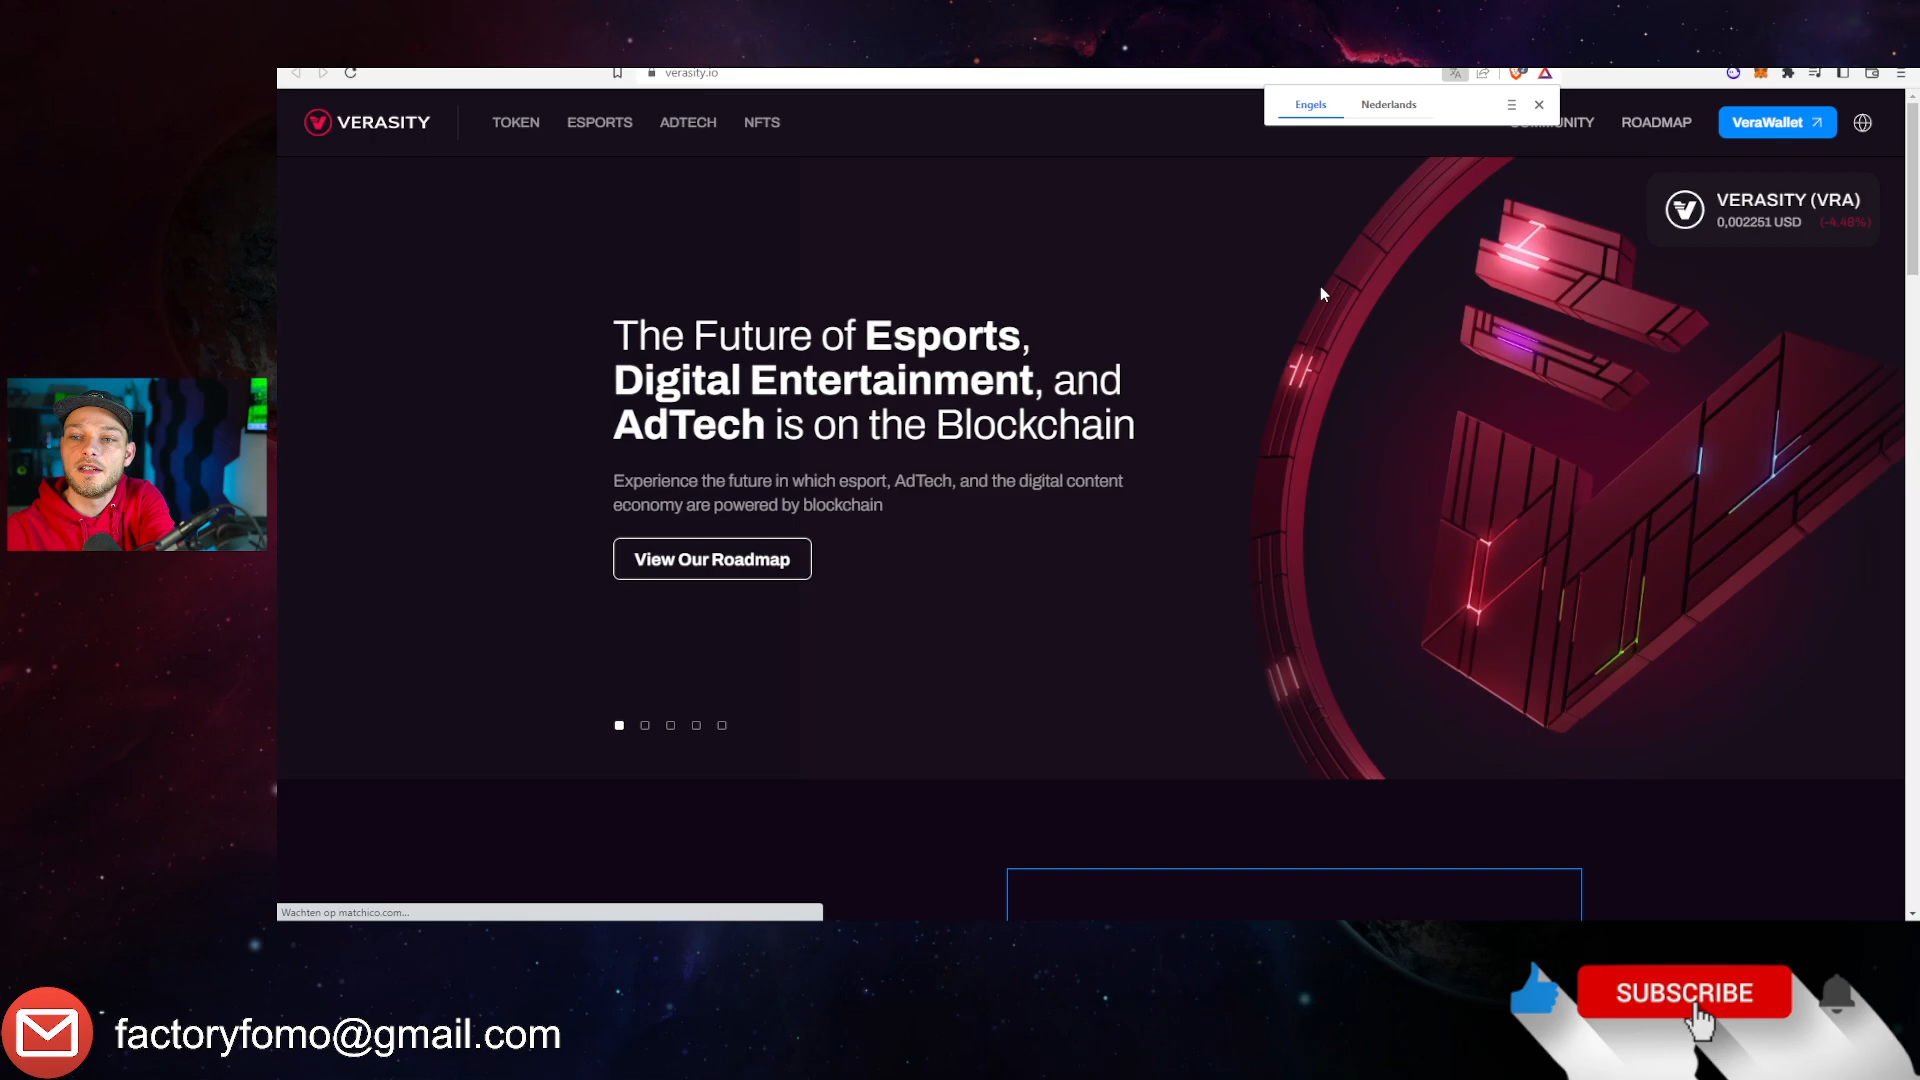 verasity.io
Engels
Nederlands
VERASITY
TOKEN
ESPORTS
ADTECH
NFTS
ROADMAP
VeraWallet
VERASITY (VRA)
0,002251 USD (-4.48%)
The Future of Esports,
Digital Entertainment, and
AdTech is on the Blockchain
Experience the future in which esport, AdTech, and the digital content
economy are powered by blockchain
View Our Roadmap
Wachten op matchico.com...
factoryfomo@gmail.com
SUBSCRIBE